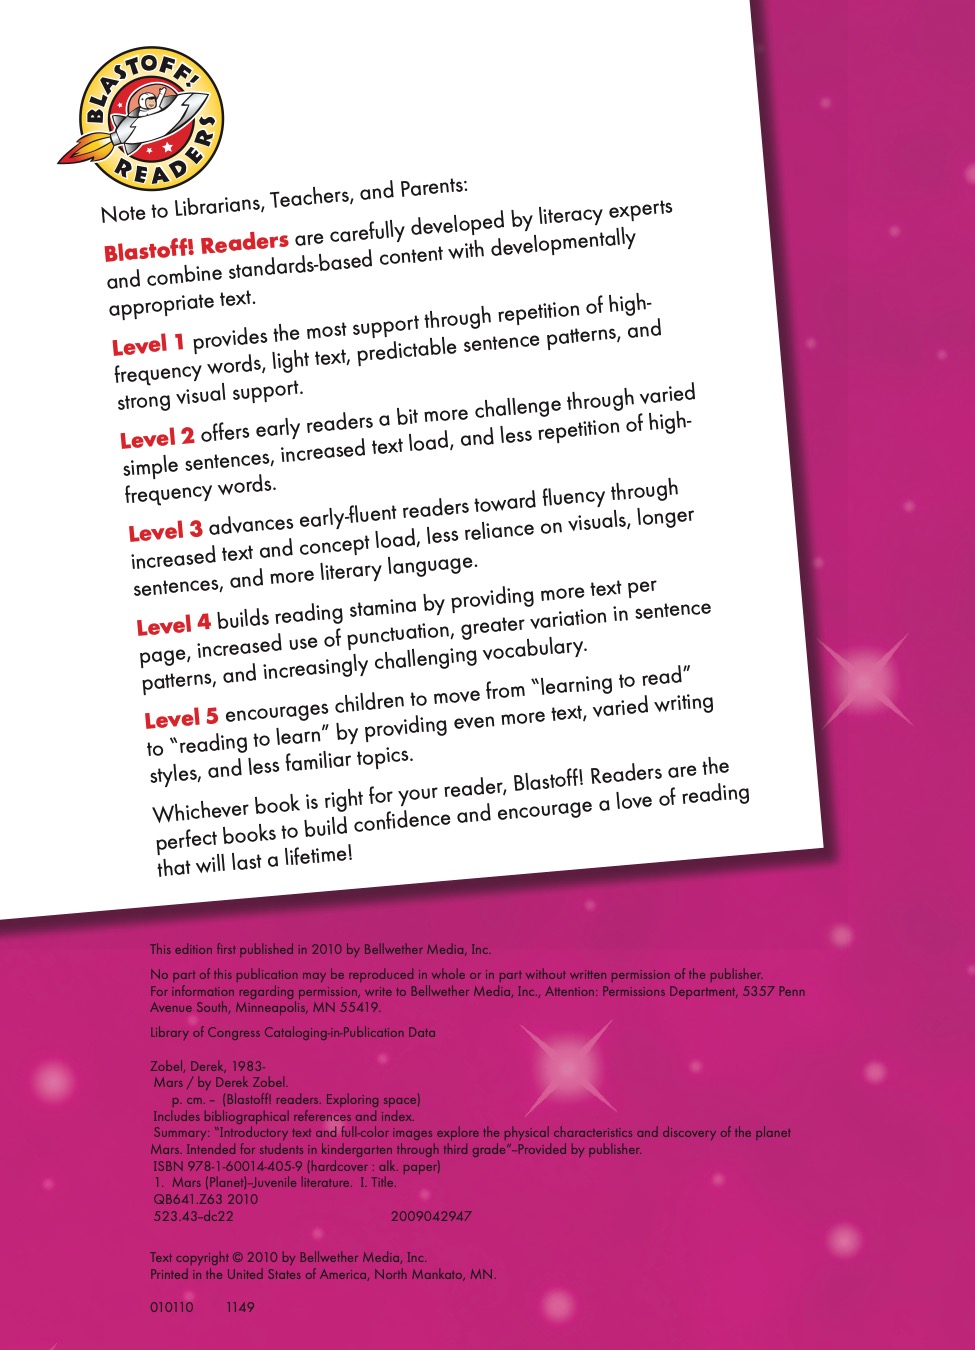 BLASTOFF!
READERS
Note to Librarians, Teachers, and Parents:
Blastoff! Readers are carefully developed by literacy experts
and combine standards-based content with developmentally
appropriate text.
Level 1 provides the most support through repetition of high-
frequency words, light text, predictable sentence patterns, and
strong visual support.
Level 2 offers early readers a bit more challenge through varied
simple sentences, increased text load, and less repetition of high-
frequency words.
Level 3 advances early-fluent readers toward fluency through
increased text and concept load, less reliance on visuals, longer
sentences, and more literary language.
Level 4 builds reading stamina by providing more text per
page, increased use of punctuation, greater variation in sentence
patterns, and increasingly challenging vocabulary.
Level 5 encourages children to move from “learning to read”
to “reading to learn” by providing even more text, varied writing
styles, and less familiar topics.
Whichever book is right for your reader, Blastoff! Readers are the
perfect books to build confidence and encourage a love of reading
that will last a lifetime!
This edition first published in 2010 by Bellwether Media, Inc.
No part of this publication may be reproduced in whole or in part without written permission of the publisher.
For information regarding permission, write to Bellwether Media, Inc., Attention: Permissions Department, 5357 Penn
Avenue South, Minneapolis, MN 55419.
Library of Congress Cataloging-in-Publication Data
Zobel, Derek, 1983-
Mars / by Derek Zobel.
p. cm. – (Blastoff! readers. Exploring space)
Includes bibliographical references and index.
Summary: “Introductory text and full-color images explore the physical characteristics and discovery of the planet
Mars. Intended for students in kindergarten through third grade”–Provided by publisher.
ISBN 978-1-60014-405-9 (hardcover : alk. paper)
1. Mars (Planet)–Juvenile literature. I. Title.
QB641.Z63 2010
523.43–dc22 2009042947
Text copyright © 2010 by Bellwether Media, Inc.
Printed in the United States of America, North Mankato, MN.
010110 1149